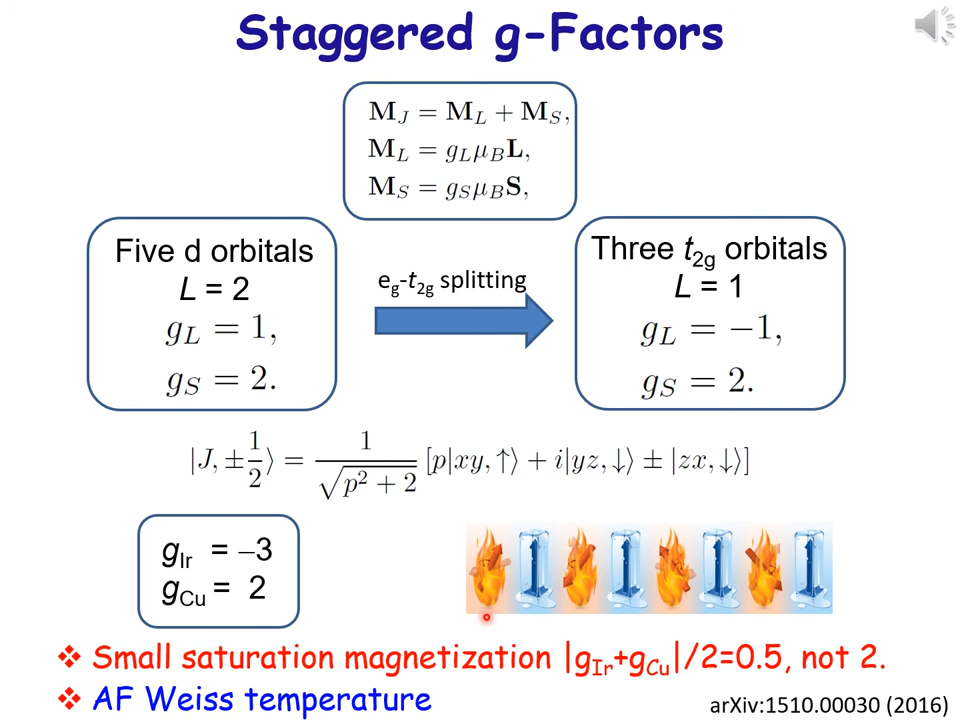 Staggered g-Factors
M_J = M_L + M_S,
M_L = g_L μ_B L,
M_S = g_S μ_B S,
Five d orbitals
L = 2
g_L = 1,
g_S = 2.
e_g-t_2g splitting
Three t_2g orbitals
L = 1
g_L = −1,
g_S = 2.
|J, ±1/2⟩ = 1/√(p² + 2) [p|xy, ↑⟩ + i|yz, ↓⟩ ± |zx, ↓⟩]
g_Ir = −3
g_Cu = 2
❖ Small saturation magnetization |g_Ir+g_Cu|/2=0.5, not 2.
❖ AF Weiss temperature
arXiv:1510.00030 (2016)